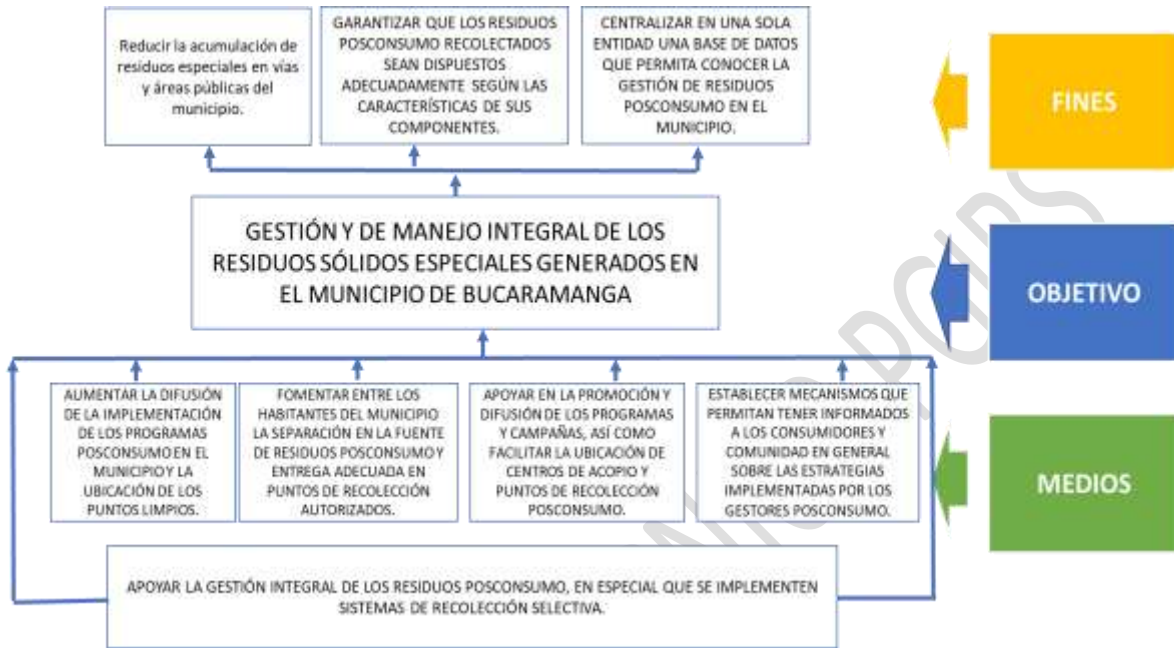 Reducir la acumulación de
residuos especiales en vías
y áreas públicas del
municipio.
GARANTIZAR QUE LOS RESIDUOS
POSCONSUMO RECOLECTADOS
SEAN DISPUESTOS
ADECUADAMENTE SEGÚN LAS
CARACTERÍSTICAS DE SUS
COMPONENTES.
CENTRALIZAR EN UNA SOLA
ENTIDAD UNA BASE DE DATOS
QUE PERMITA CONOCER LA
GESTIÓN DE RESIDUOS
POSCONSUMO EN EL
MUNICIPIO.
FINES
GESTIÓN Y DE MANEJO INTEGRAL DE LOS
RESIDUOS SÓLIDOS ESPECIALES GENERADOS EN
EL MUNICIPIO DE BUCARAMANGA
OBJETIVO
AUMENTAR LA DIFUSIÓN
DE LA IMPLEMENTACIÓN
DE LOS PROGRAMAS
POSCONSUMO EN EL
MUNICIPIO Y LA
UBICACIÓN DE LOS
PUNTOS LIMPIOS.
FOMENTAR ENTRE LOS
HABITANTES DEL MUNICIPIO
LA SEPARACIÓN EN LA FUENTE
DE RESIDUOS POSCONSUMO Y
ENTREGA ADECUADA EN
PUNTOS DE RECOLECCIÓN
AUTORIZADOS.
APOYAR EN LA PROMOCIÓN Y
DIFUSIÓN DE LOS PROGRAMAS
Y CAMPAÑAS, ASÍ COMO
FACILITAR LA UBICACIÓN DE
CENTROS DE ACOPIO Y
PUNTOS DE RECOLECCIÓN
POSCONSUMO.
ESTABLECER MECANISMOS QUE
PERMITAN TENER INFORMADOS
A LOS CONSUMIDORES Y
COMUNIDAD EN GENERAL
SOBRE LAS ESTRATEGIAS
IMPLEMENTADAS POR LOS
GESTORES POSCONSUMO.
MEDIOS
APOYAR LA GESTIÓN INTEGRAL DE LOS RESIDUOS POSCONSUMO, EN ESPECIAL QUE SE IMPLEMENTEN
SISTEMAS DE RECOLECCIÓN SELECTIVA.